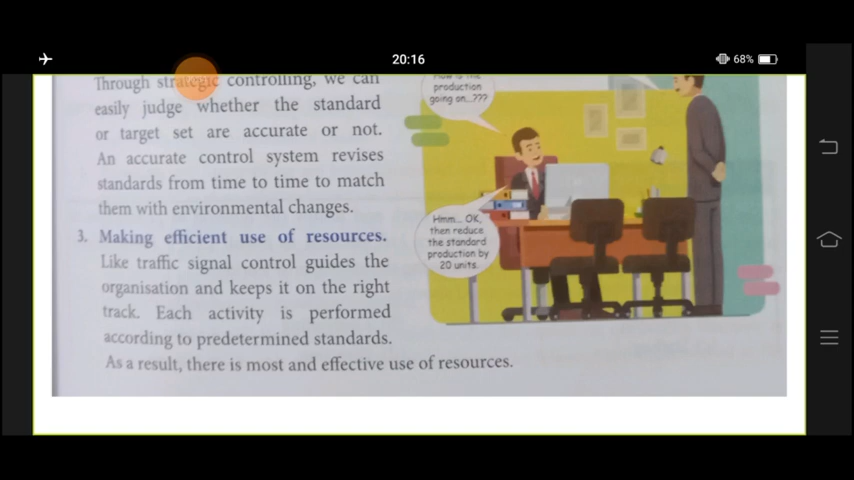 20:16
68%
Through strategic controlling, we can
easily judge whether the standard
or target set are accurate or not.
An accurate control system revises
standards from time to time to match
them with environmental changes.
3. Making efficient use of resources.
Like traffic signal control guides the
organisation and keeps it on the right
track. Each activity is performed
according to predetermined standards.
As a result, there is most and effective use of resources.
How is the
production
going on...???
Hmm... OK,
then reduce
the standard
production by
20 units.